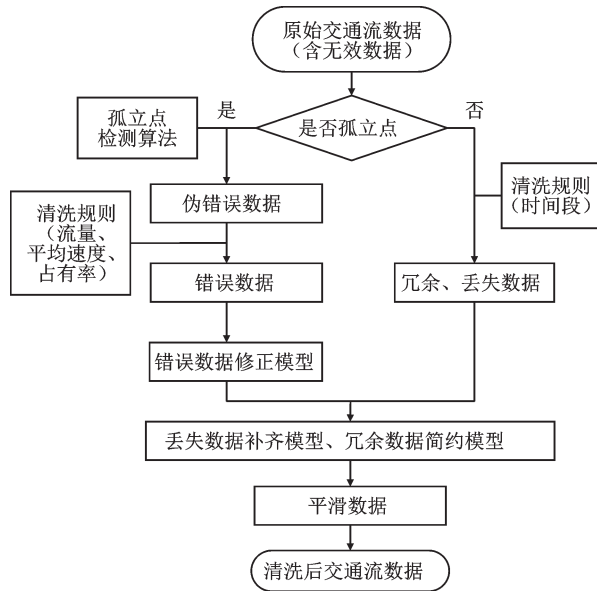 原始交通流数据
（含无效数据）
孤立点
检测算法
是
是否孤立点
否
清洗规则
（时间段）
伪错误数据
清洗规则
（流量、
平均速度、
占有率）
错误数据
冗余、丢失数据
错误数据修正模型
丢失数据补齐模型、冗余数据简约模型
平滑数据
清洗后交通流数据